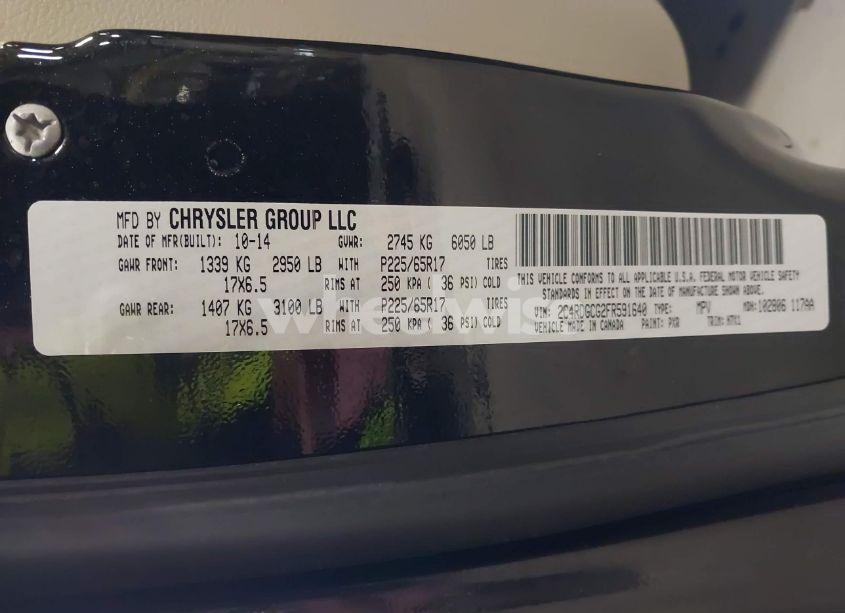 MFD BY CHRYSLER GROUP LLC
DATE OF MFR(BUILT): 10-14 GVWR: 2745 KG 6050 LB
GAWR FRONT: 1339 KG 2950 LB WITH P225/65R17 TIRES
17X6.5 RIMS AT 250 KPA ( 36 PSI) COLD
GAWR REAR: 1407 KG 3100 LB WITH P225/65R17 TIRES
17X6.5 RIMS AT 250 KPA ( 36 PSI) COLD
THIS VEHICLE CONFORMS TO ALL APPLICABLE U.S.A. FEDERAL MOTOR VEHICLE SAFETY
STANDARDS IN EFFECT ON THE DATE OF MANUFACTURE SHOWN ABOVE.
VIN: 2C4RDGCG2FR591640 TYPE: MPV MDH: 102806 117AA
VEHICLE MADE IN CANADA PAINT: PXR TRIM: